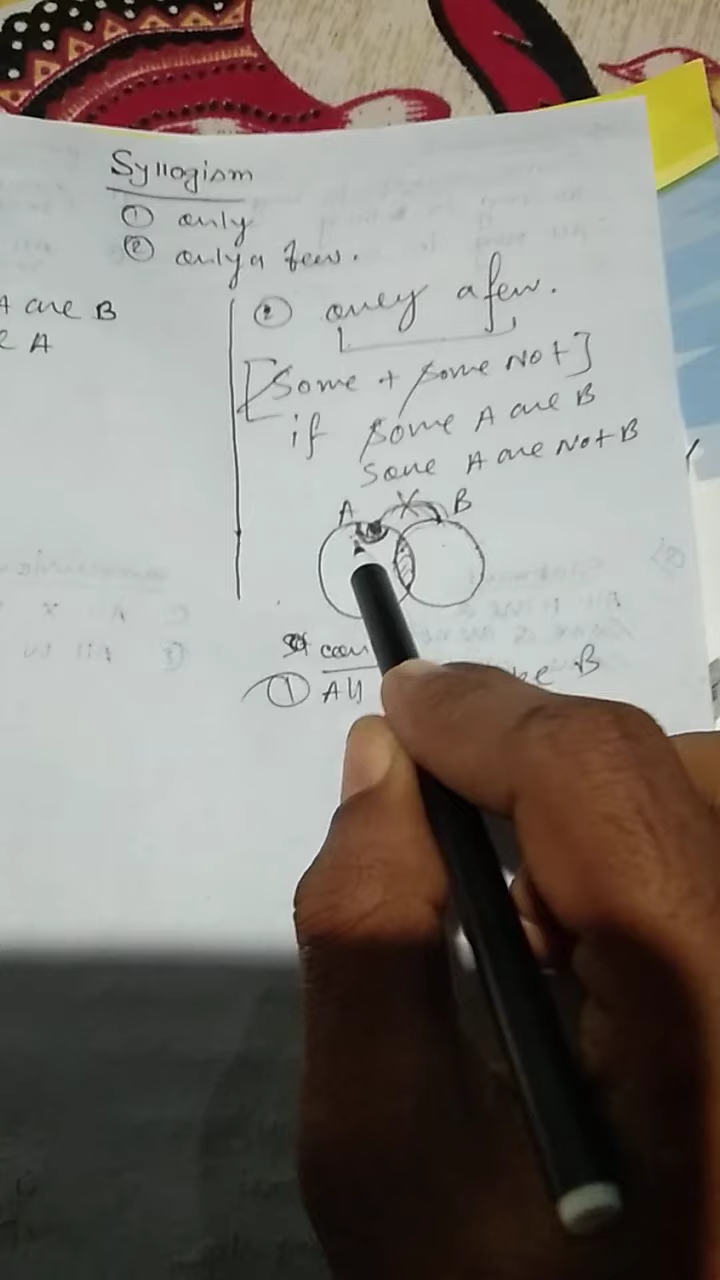 Syllogism
① only
② only a few.
A are B
A
② only a few.
[Some + Some Not]
if Some A are B
Some A are Not B
A X B
① All be B